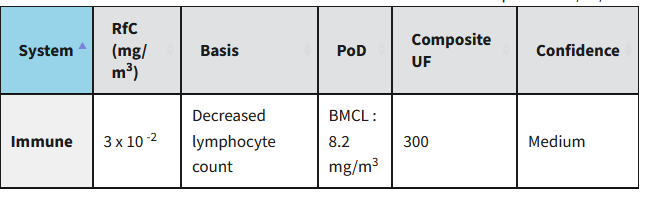 System
RfC
(mg/
m³)
Basis
PoD
Composite
UF
Confidence
Immune
3 x 10 ⁻²
Decreased
lymphocyte
count
BMCL :
8.2
mg/m³
300
Medium